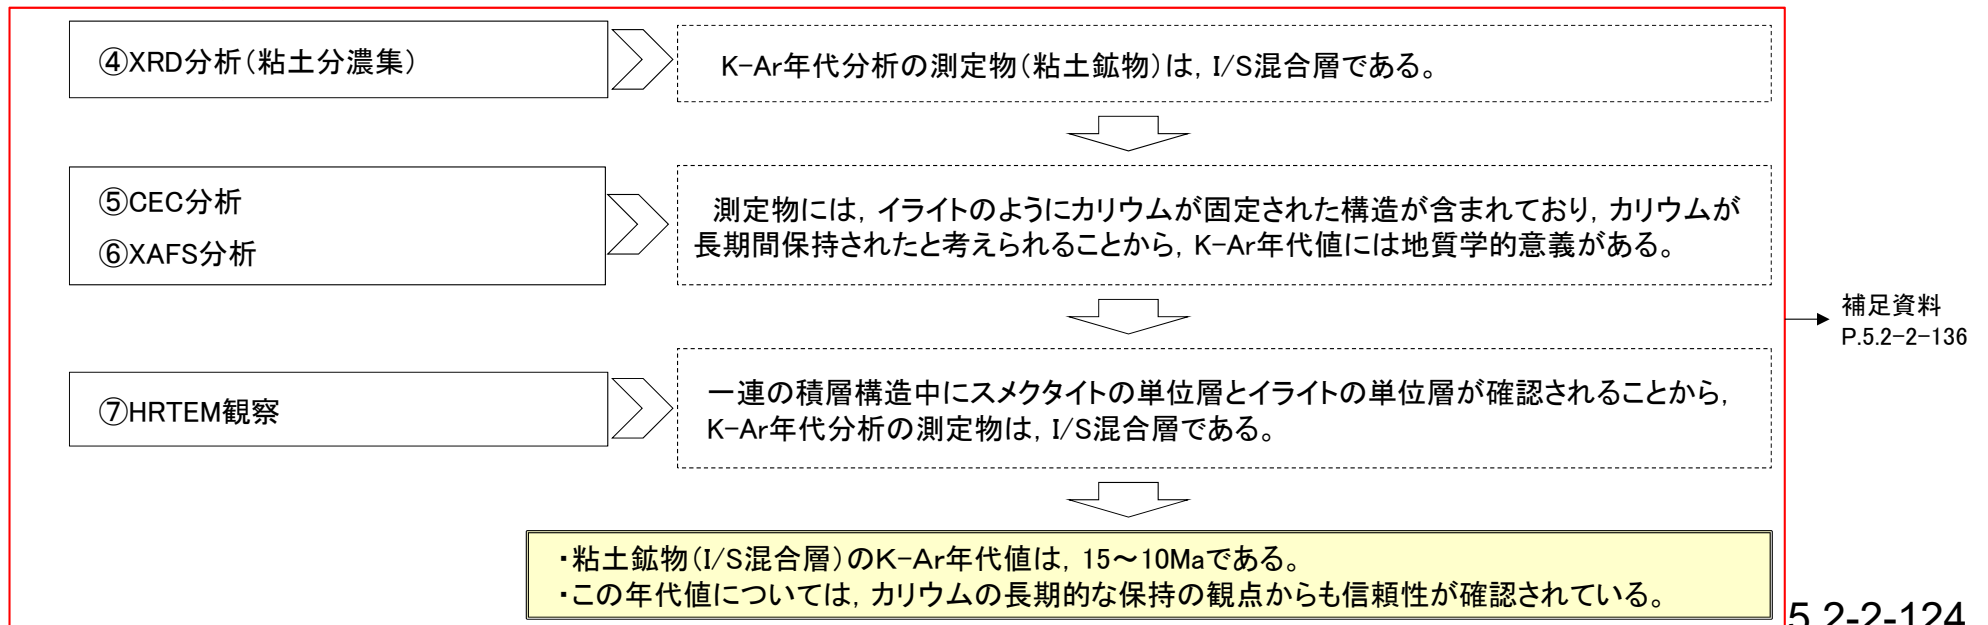 ④XRD分析(粘土分濃集)
K-Ar年代分析の測定物(粘土鉱物)は，I/S混合層である。
⑤CEC分析
⑥XAFS分析
測定物には，イライトのようにカリウムが固定された構造が含まれており，カリウムが
長期間保持されたと考えられることから，K-Ar年代値には地質学的意義がある。
補足資料
P.5.2-2-136
⑦HRTEM観察
一連の積層構造中にスメクタイトの単位層とイライトの単位層が確認されることから，
K-Ar年代分析の測定物は，I/S混合層である。
・粘土鉱物(I/S混合層)のK-Ar年代値は，15～10Maである。
・この年代値については，カリウムの長期的な保持の観点からも信頼性が確認されている。
5.2-2-124